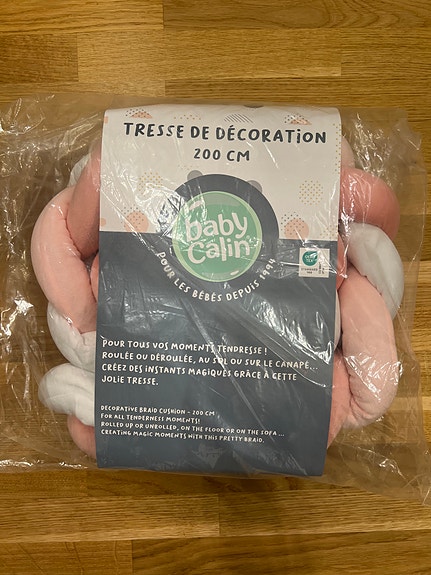 TRESSE DE DÉCORATION
200 CM
baby
Calin
POUR LES BÉBÉS DEPUIS 1994
POUR TOUS VOS MOMENTS TENDRESSE !
ROULÉE OU DÉROULÉE, AU SOL OU SUR LE CANAPÉ...
CRÉEZ DES INSTANTS MAGIQUES GRÂCE À CETTE
JOLIE TRESSE.
DECORATIVE BRAID CUSHION - 200 CM
FOR ALL TENDERNESS MOMENTS!
ROLLED UP OR UNROLLED, ON THE FLOOR OR ON THE SOFA ...
CREATING MAGIC MOMENTS WITH THIS PRETTY BRAID.